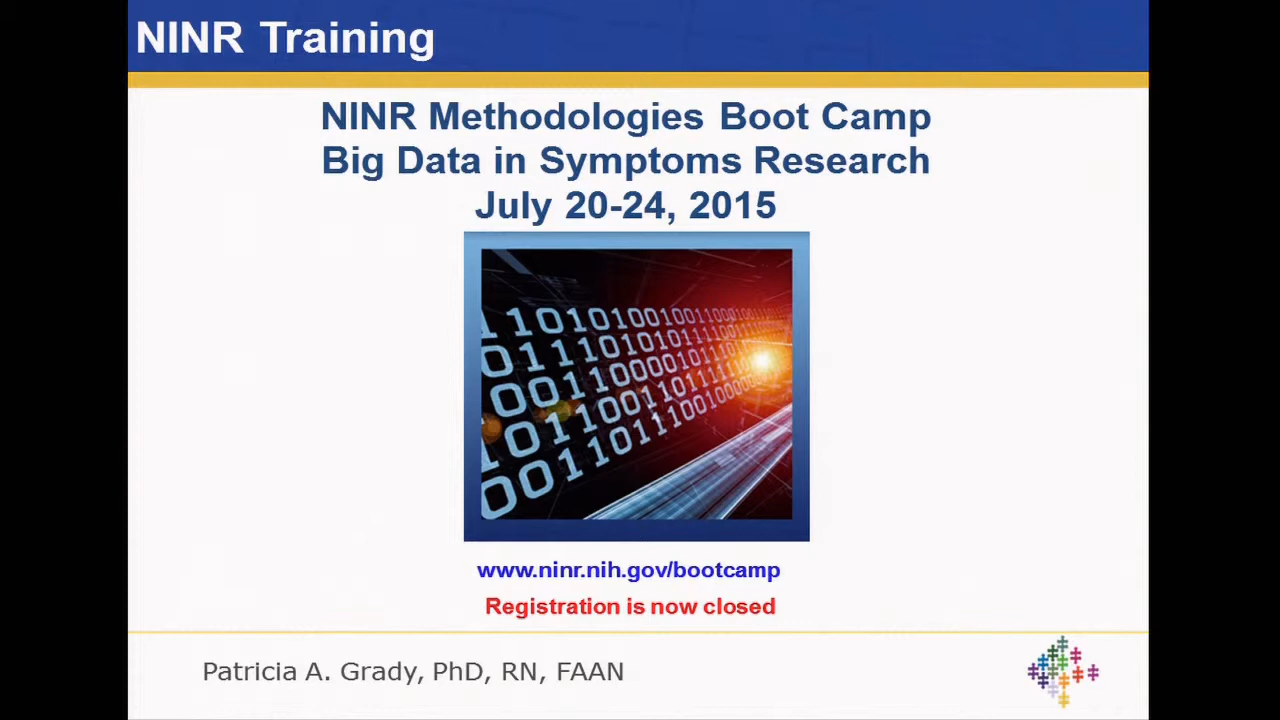 NINR Training
NINR Methodologies Boot Camp
Big Data in Symptoms Research
July 20-24, 2015
www.ninr.nih.gov/bootcamp
Registration is now closed
Patricia A. Grady, PhD, RN, FAAN